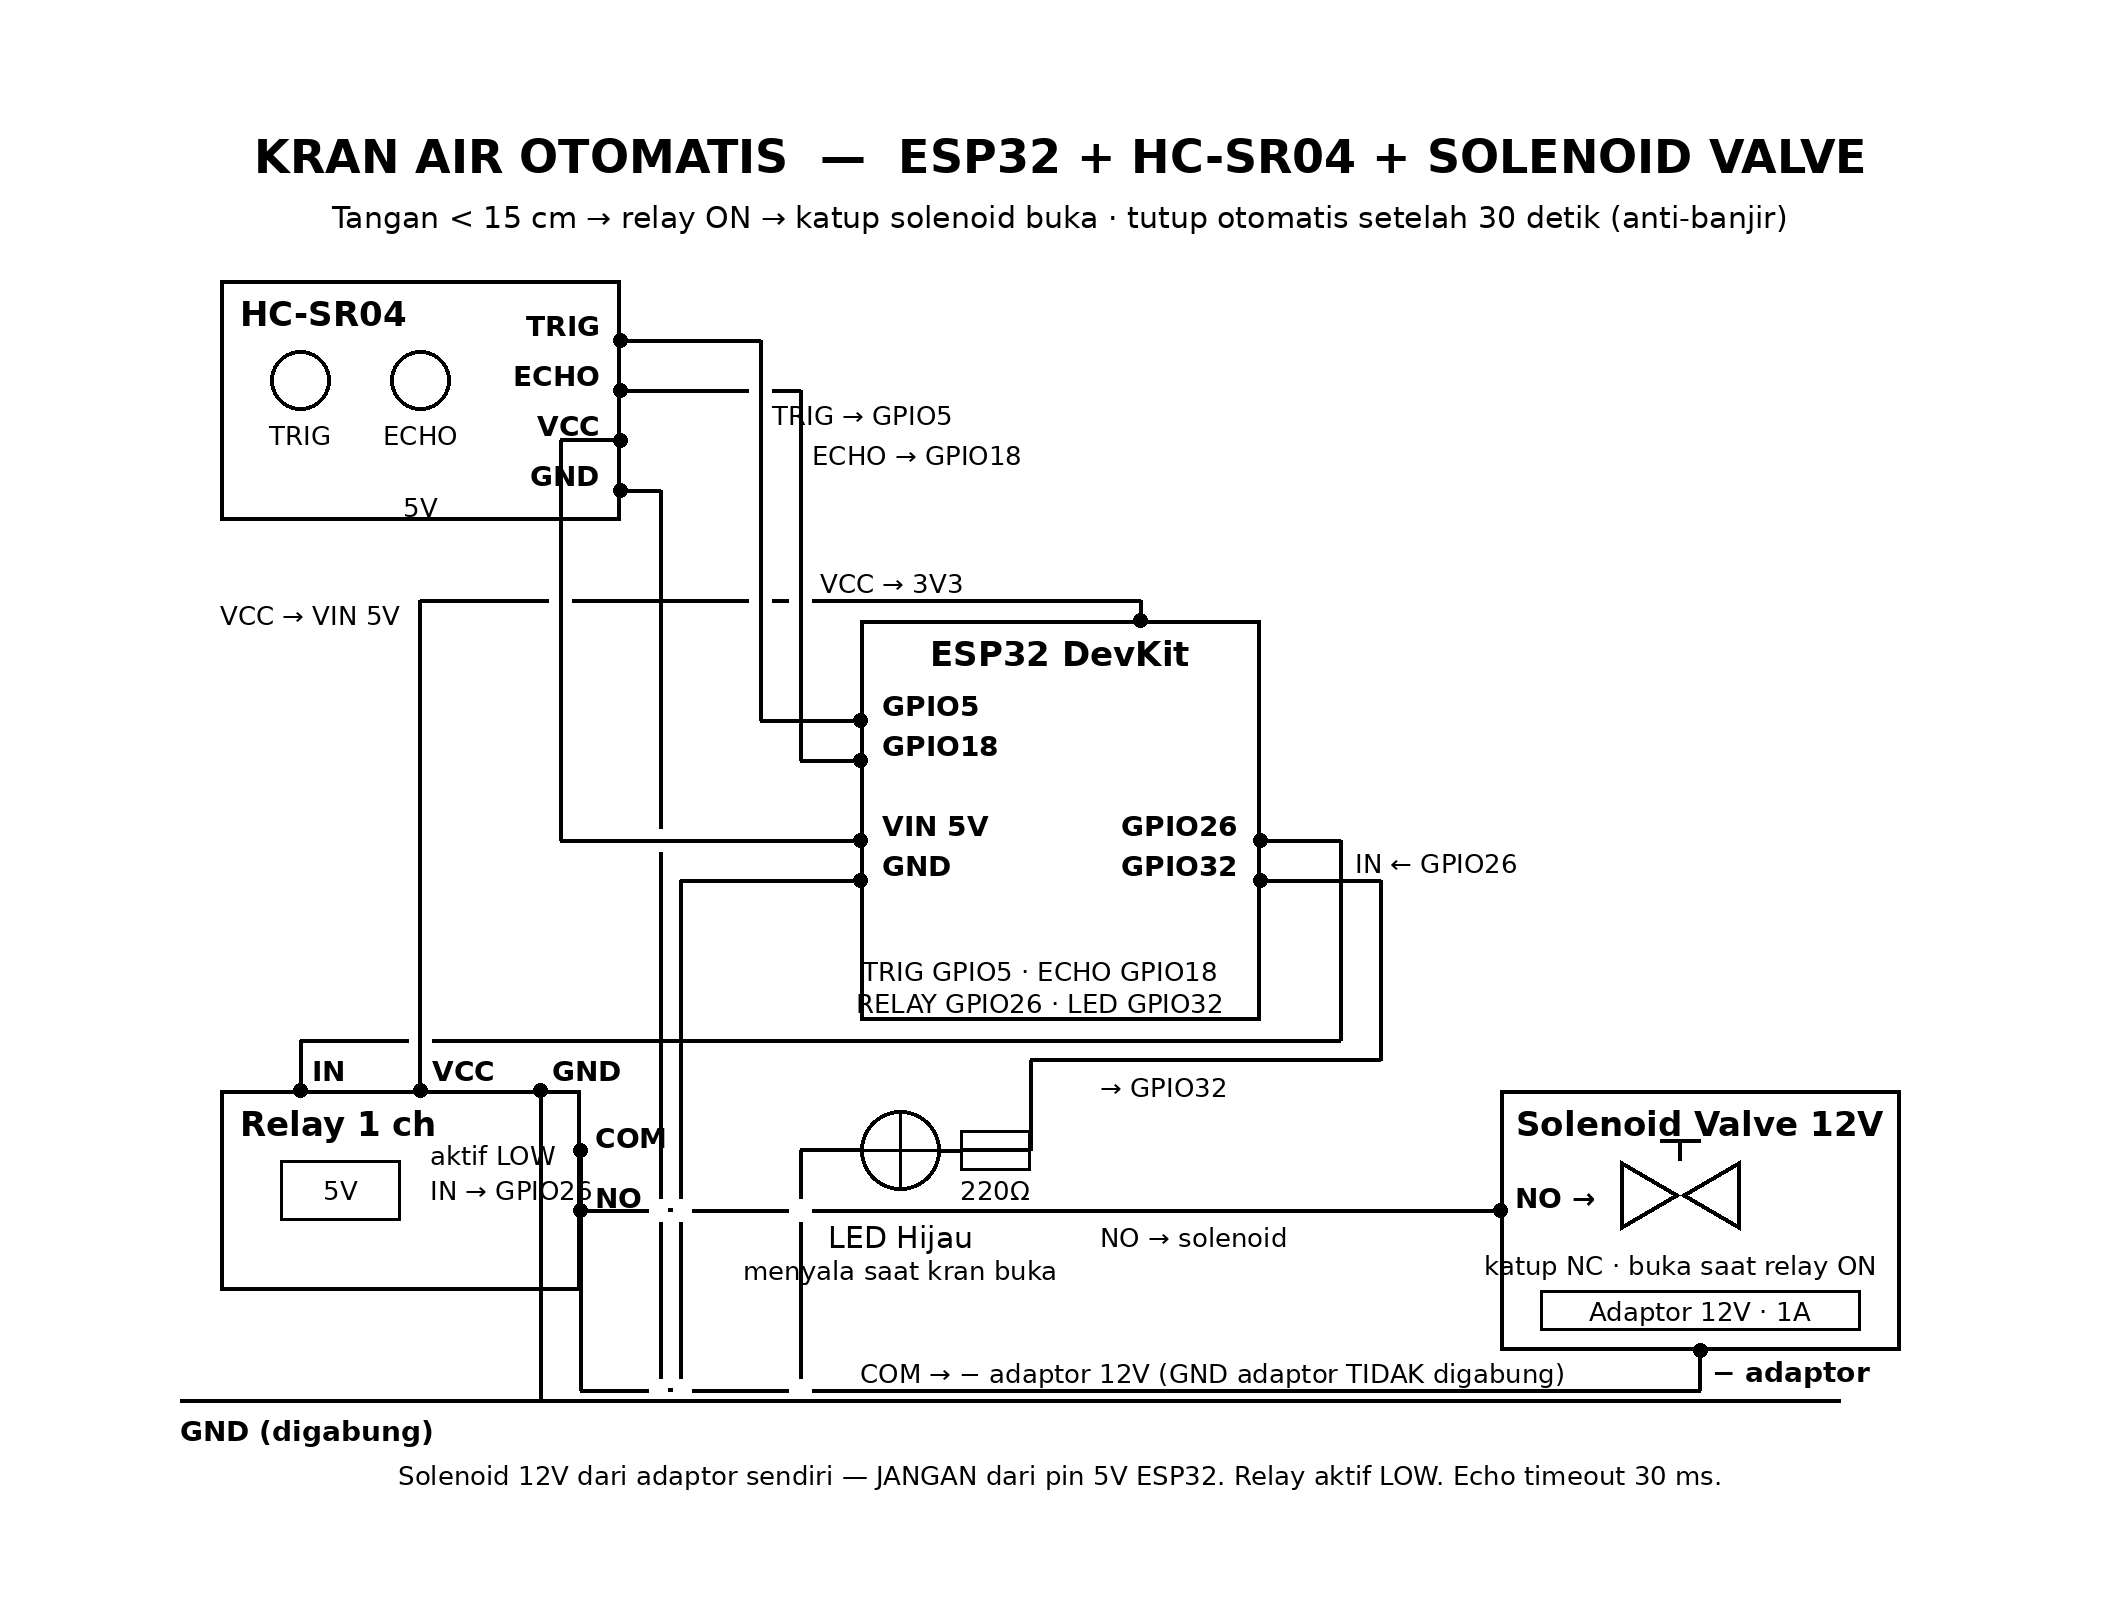 KRAN AIR OTOMATIS — ESP32 + HC-SR04 + SOLENOID VALVE
Tangan < 15 cm → relay ON → katup solenoid buka · tutup otomatis setelah 30 detik (anti-banjir)
HC-SR04
TRIG
ECHO
VCC
GND
TRIG
ECHO
5V
TRIG → GPIO5
ECHO → GPIO18
VCC → 3V3
VCC → VIN 5V
ESP32 DevKit
GPIO5
GPIO18
VIN 5V
GND
GPIO26
GPIO32
IN ← GPIO26
TRIG GPIO5 · ECHO GPIO18
RELAY GPIO26 · LED GPIO32
IN
VCC
GND
Relay 1 ch
aktif LOW
5V
IN → GPIO26
COM
NO
→ GPIO32
220Ω
LED Hijau
menyala saat kran buka
NO → solenoid
Solenoid Valve 12V
NO →
katup NC · buka saat relay ON
Adaptor 12V · 1A
− adaptor
COM → − adaptor 12V (GND adaptor TIDAK digabung)
GND (digabung)
Solenoid 12V dari adaptor sendiri — JANGAN dari pin 5V ESP32. Relay aktif LOW. Echo timeout 30 ms.